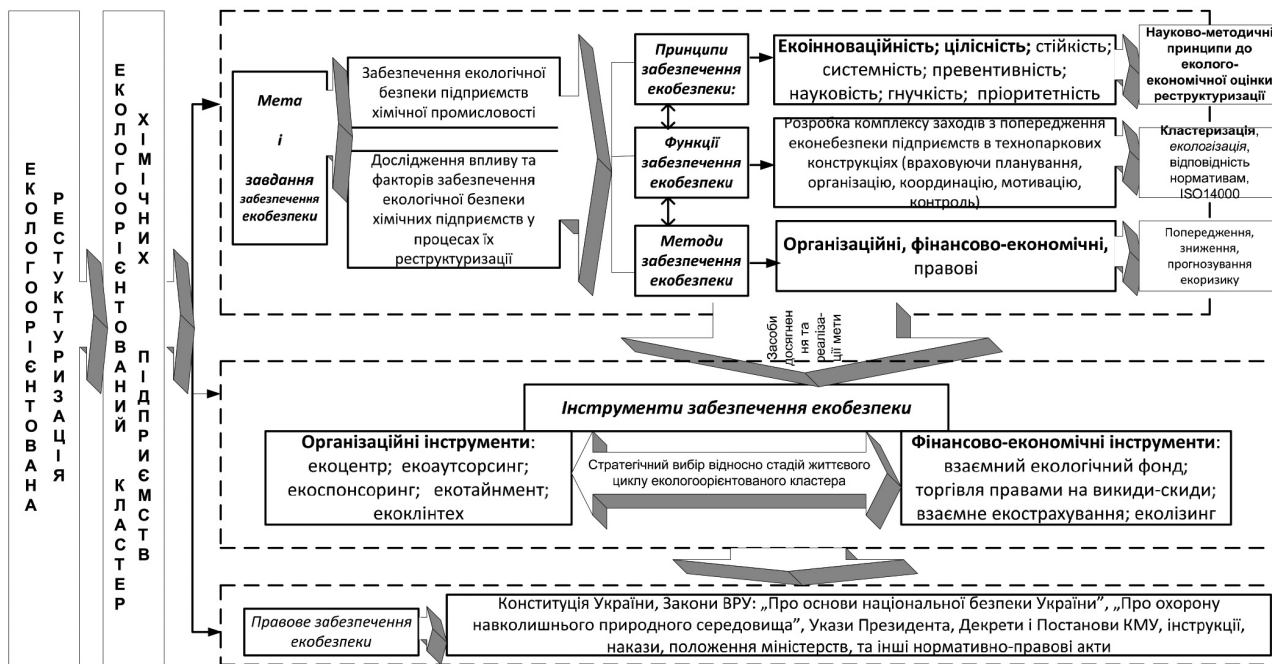 ЕКОЛОГООРІЄНТОВАНА
РЕСТУКТУРИЗАЦІЯ
ЕКОЛОГООРІЄНТОВАНИЙ КЛАСТЕР
ХІМІЧНИХ ПІДПРИЄМСТВ
Мета
і
завдання
забезпечення
екобезпеки
Забезпечення екологічної
безпеки підприємств
хімічної промисловості
Дослідження впливу та
факторів забезпечення
екологічної безпеки
хімічних підприємств у
процесах їх
реструктуризації
Принципи
забезпечення
екобезпеки:
Екоінноваційність; цілісність; стійкість;
системність; превентивність;
науковість; гнучкість; пріоритетність
Науково-методичні
принципи до
еколого-
економічної оцінки
реструктуризації
Функції
забезпечення
екобезпеки
Розробка комплексу заходів з попередження
еконебезпеки підприємств в технопаркових
конструкціях (враховуючи планування,
організацію, координацію, мотивацію,
контроль)
Кластеризація,
екологізація,
відповідність
нормативам,
ISO14000
Методи
забезпечення
екобезпеки
Організаційні, фінансово-економічні,
правові
Попередження,
зниження,
прогнозування
екоризику
Засоби
досягнен
ня та
реаліза-
ції мети
Інструменти забезпечення екобезпеки
Організаційні інструменти:
екоцентр; екоаутсорсинг;
екоспонсоринг; екотайнмент;
екоклінтех
Стратегічний вибір відносно стадій життєвого
циклу екологоорієнтованого кластера
Фінансово-економічні інструменти:
взаємний екологічний фонд;
торгівля правами на викиди-скиди;
взаємне екострахування; еколізинг
Правове забезпечення
екобезпеки
Конституція України, Закони ВРУ: „Про основи національної безпеки України”, „Про охорону
навколишнього природного середовища”, Укази Президента, Декрети і Постанови КМУ, інструкції,
накази, положення міністерств, та інші нормативно-правові акти